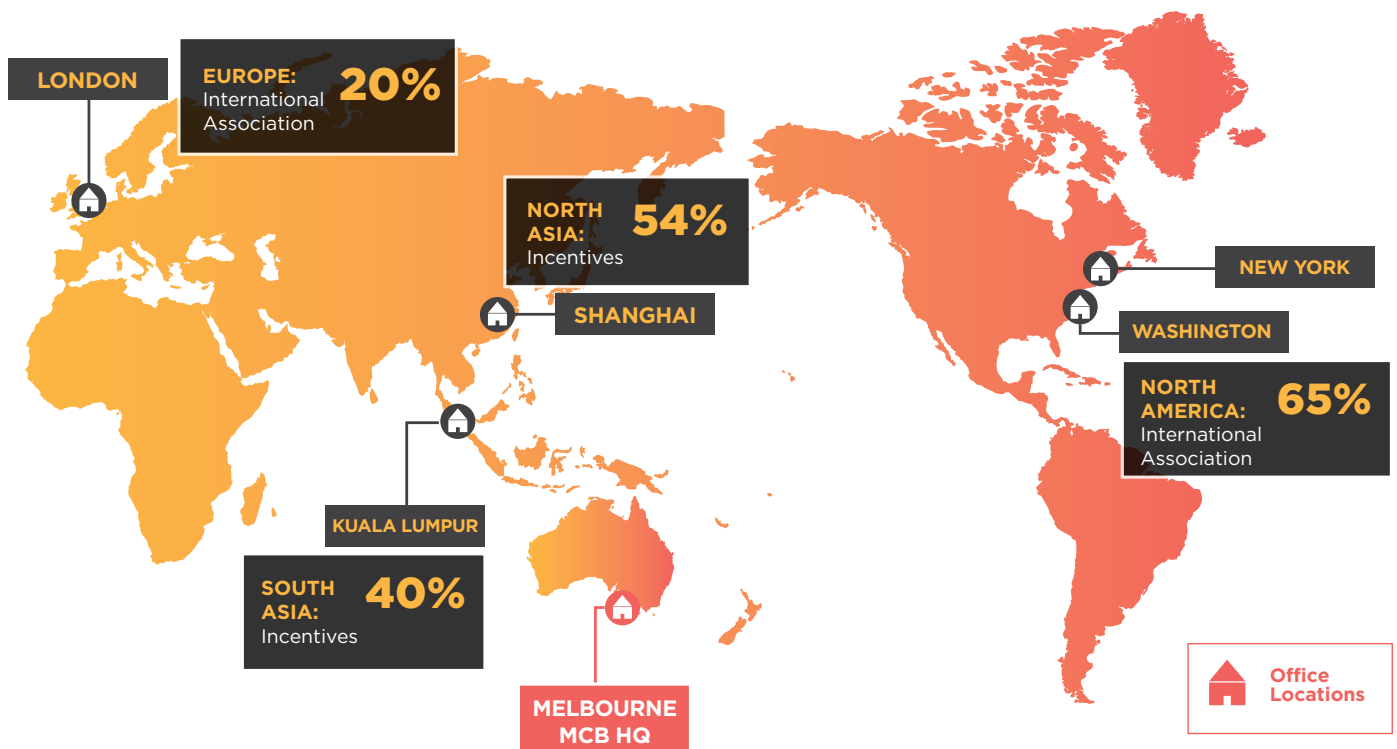 LONDON
EUROPE:
International
Association
20%
NORTH
ASIA:
Incentives
54%
SHANGHAI
NEW YORK
WASHINGTON
NORTH
AMERICA:
International
Association
65%
KUALA LUMPUR
SOUTH
ASIA:
Incentives
40%
MELBOURNE
MCB HQ
Office
Locations